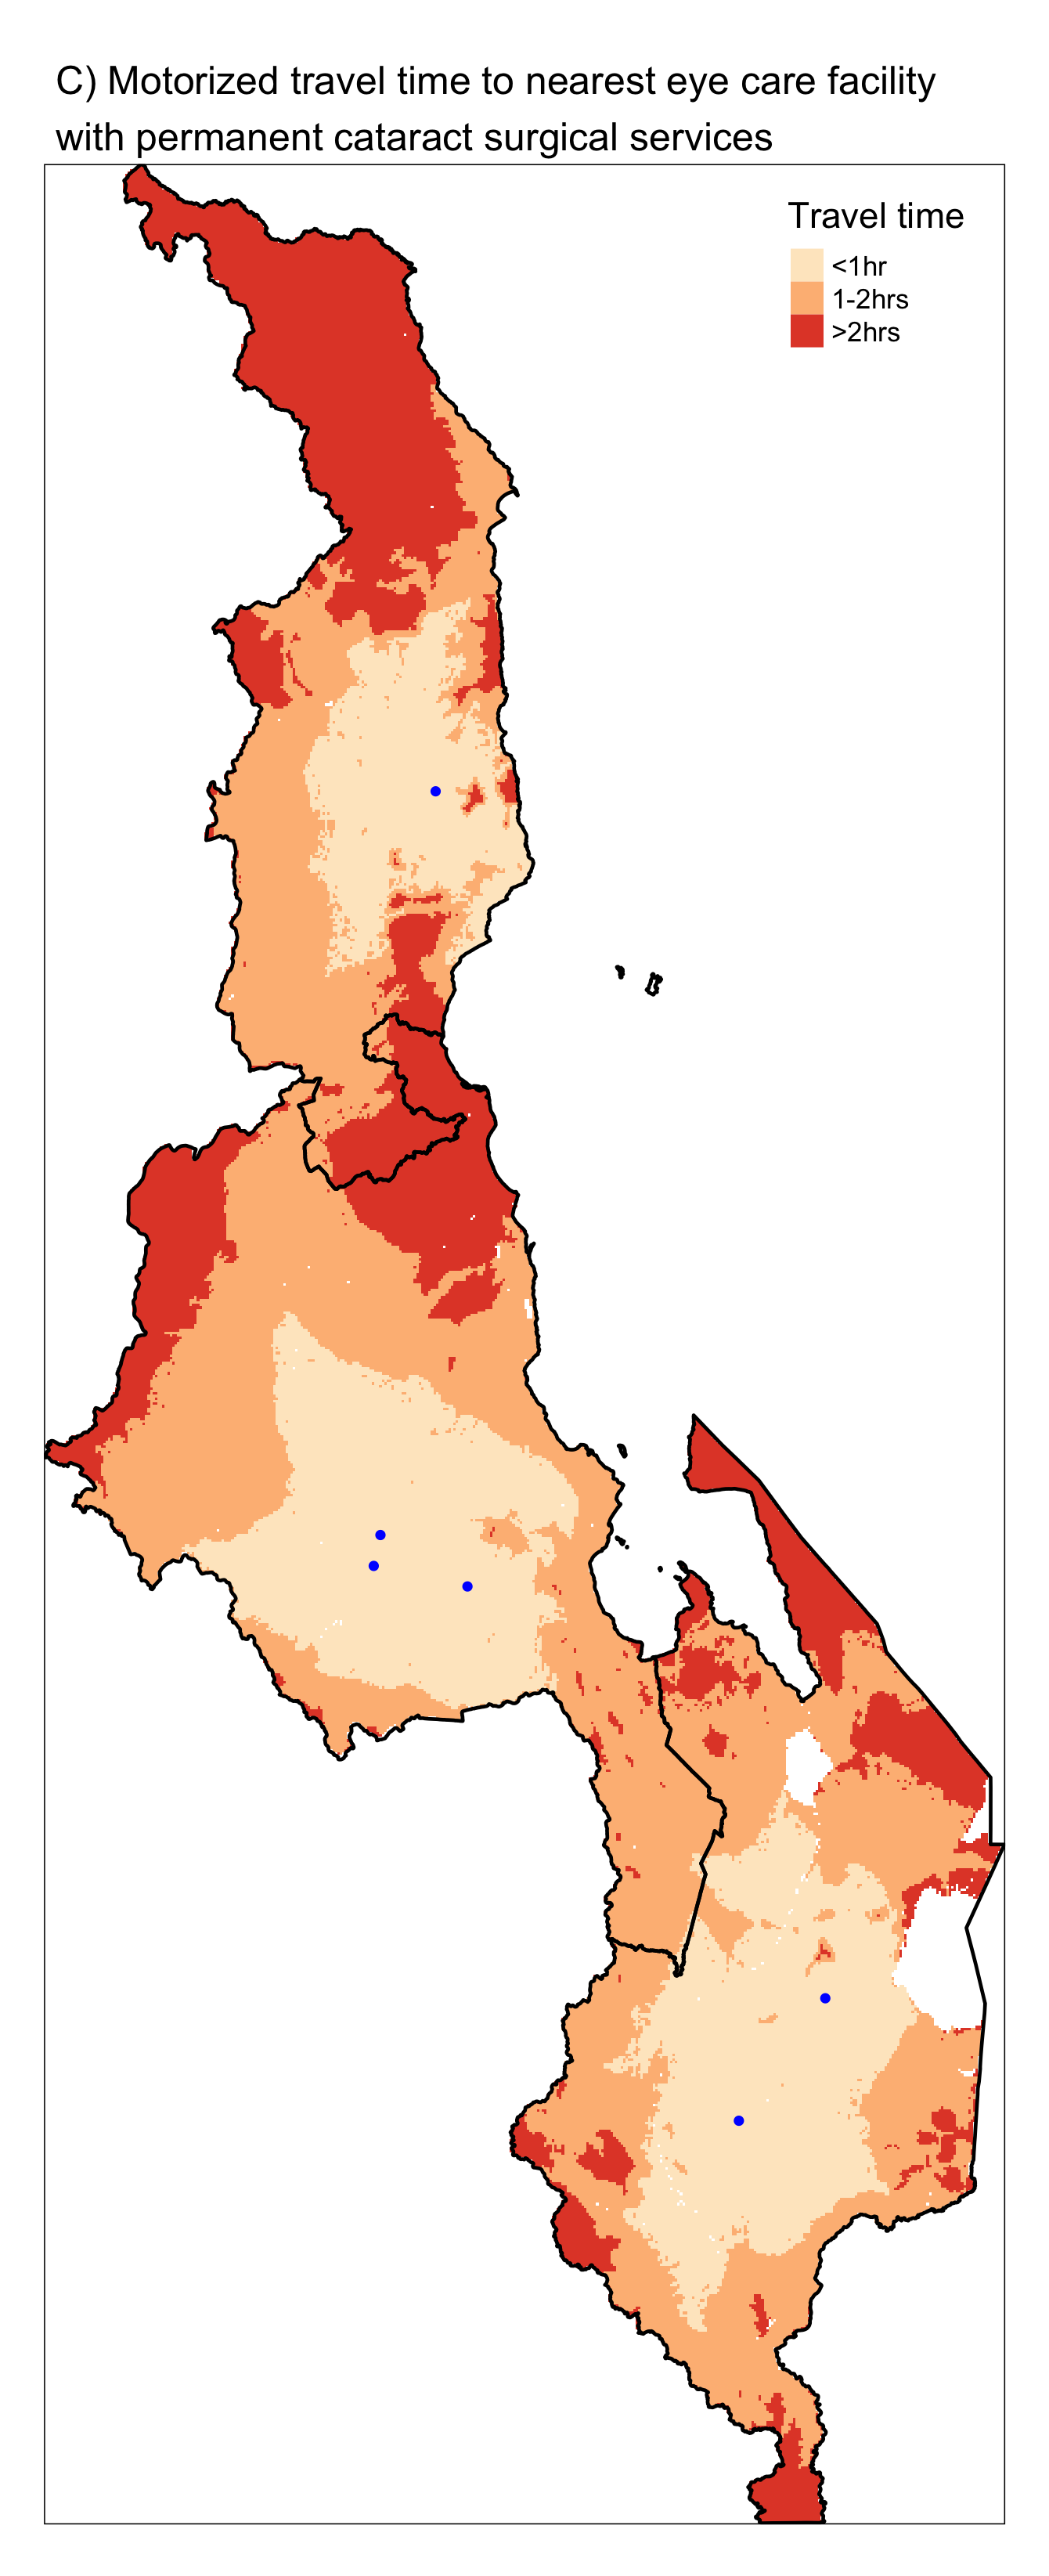 C) Motorized travel time to nearest eye care facility
with permanent cataract surgical services
Travel time
<1hr
1-2hrs
>2hrs